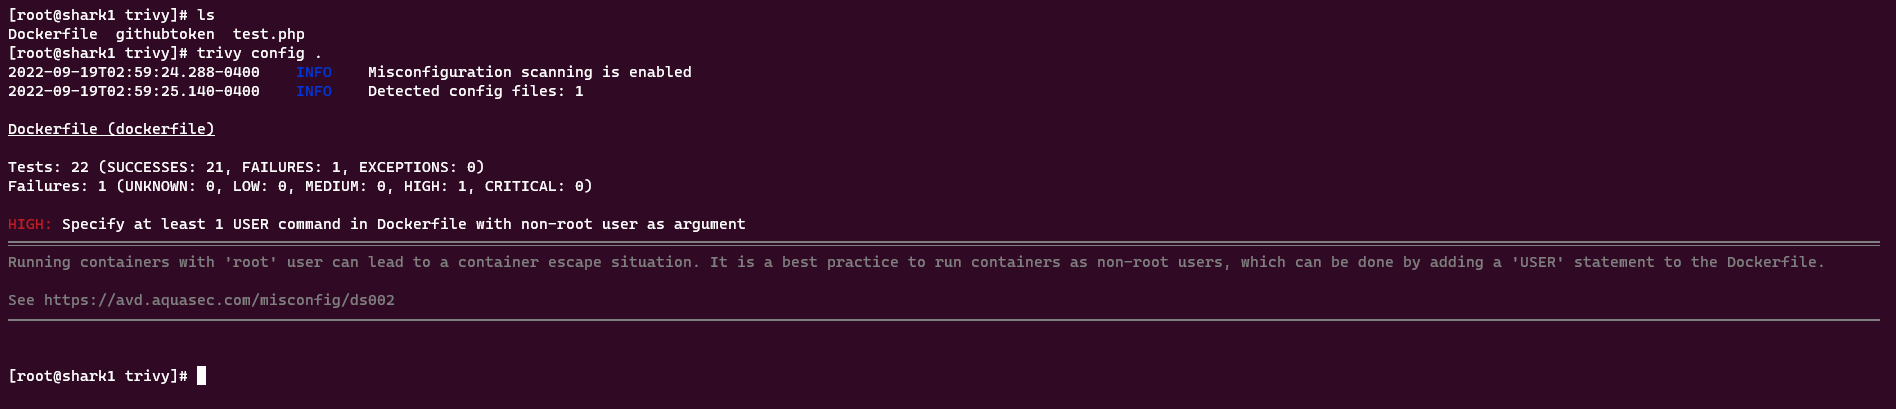 [root@shark1 trivy]# ls
Dockerfile  githubtoken  test.php
[root@shark1 trivy]# trivy config .
2022-09-19T02:59:24.288-0400    INFO    Misconfiguration scanning is enabled
2022-09-19T02:59:25.140-0400    INFO    Detected config files: 1
Dockerfile (dockerfile)
Tests: 22 (SUCCESSES: 21, FAILURES: 1, EXCEPTIONS: 0)
Failures: 1 (UNKNOWN: 0, LOW: 0, MEDIUM: 0, HIGH: 1, CRITICAL: 0)
HIGH: Specify at least 1 USER command in Dockerfile with non-root user as argument
Running containers with 'root' user can lead to a container escape situation. It is a best practice to run containers as non-root users, which can be done by adding a 'USER' statement to the Dockerfile.
See https://avd.aquasec.com/misconfig/ds002
[root@shark1 trivy]#